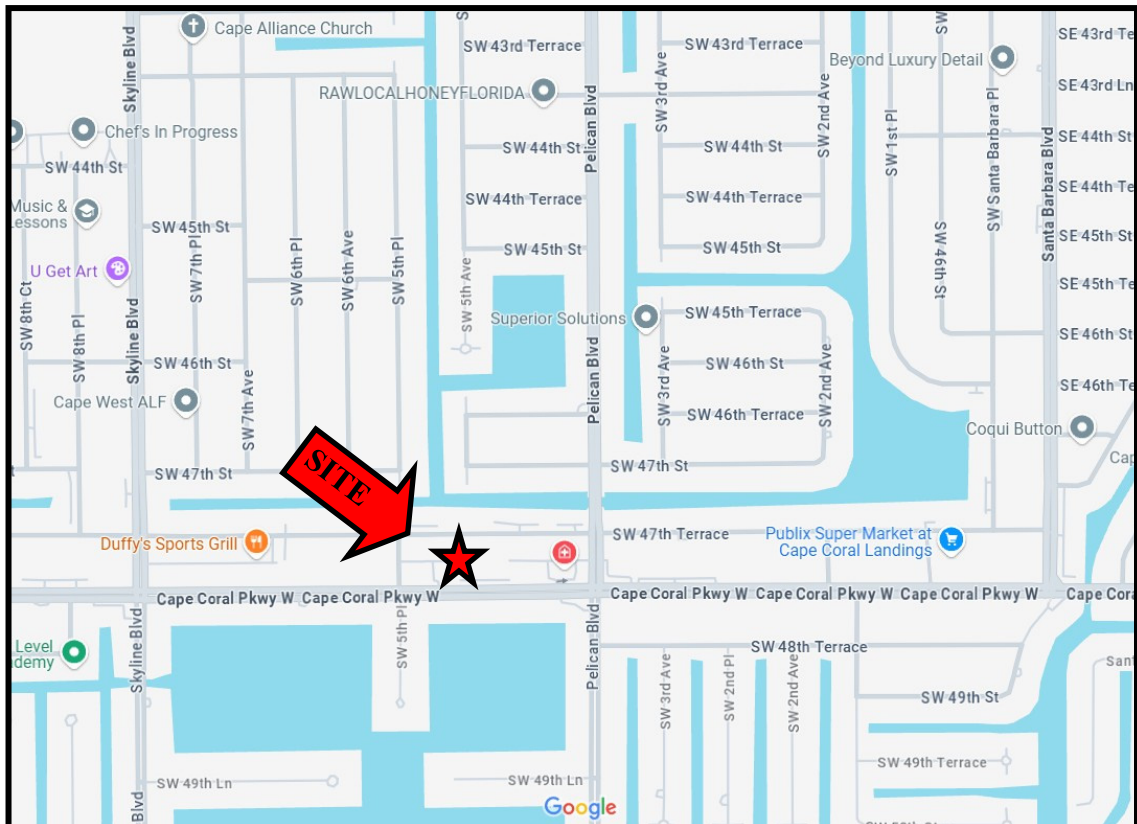 Cape Alliance Church
SW 43rd Terrace
SW 43rd Terrace
SE 43rd Te
Beyond Luxury Detail
Skyline Blvd
S
SW
SW 3rd Ave
SW 2nd Ave
RAWLOCALHONEYFLORIDA
Pelican Blvd
SE 43rd Ln
SW 1st Pl
SW Santa Barbara Pl
Chef's In Progress
SE 44th St
SW 44th St
SW 44th St
SW 44th St
Santa Barbara Blvd
SW 44th Terrace
SW 44th Terrace
SE 44th Te
Music &
essons
SW 45th St
SW 45th St
SW 45th St
SE 45th St
SW 46th St
U Get Art
SW 7th Pl
SW 6th Pl
SW 6th Ave
SW 5th Pl
SW 5th Ave
SE 45th Te
SW 8th Ct
SW 8th Pl
Skyline Blvd
Superior Solutions
SW 45th Terrace
SE 46th St
SW 46th St
SW 46th St
SW 3rd Ave
SW 2nd Ave
Pelican Blvd
SE 46th Te
Cape West ALF
SW 7th Ave
SW 46th Terrace
Coqui Button
t
Cap
SW 47th St
SITE
SW 47th St
Duffy's Sports Grill
SW 47th Terrace
Publix Super Market at
Cape Coral Landings
Cape Coral Pkwy W
Cape Coral Pkwy W
Cape Coral Pkwy W
Cape Coral Pkwy W
Cape Coral Pkwy W
Cape Cora
Level
ademy
Skyline Blvd
SW 5th Pl
Pelican Blvd
SW 48th Terrace
Sant
SW 3rd Ave
SW 2nd Pl
SW 2nd Ave
SW 49th St
SW 49th Ln
SW 49th Ln
SW 49th Terrace
Blvd
Google